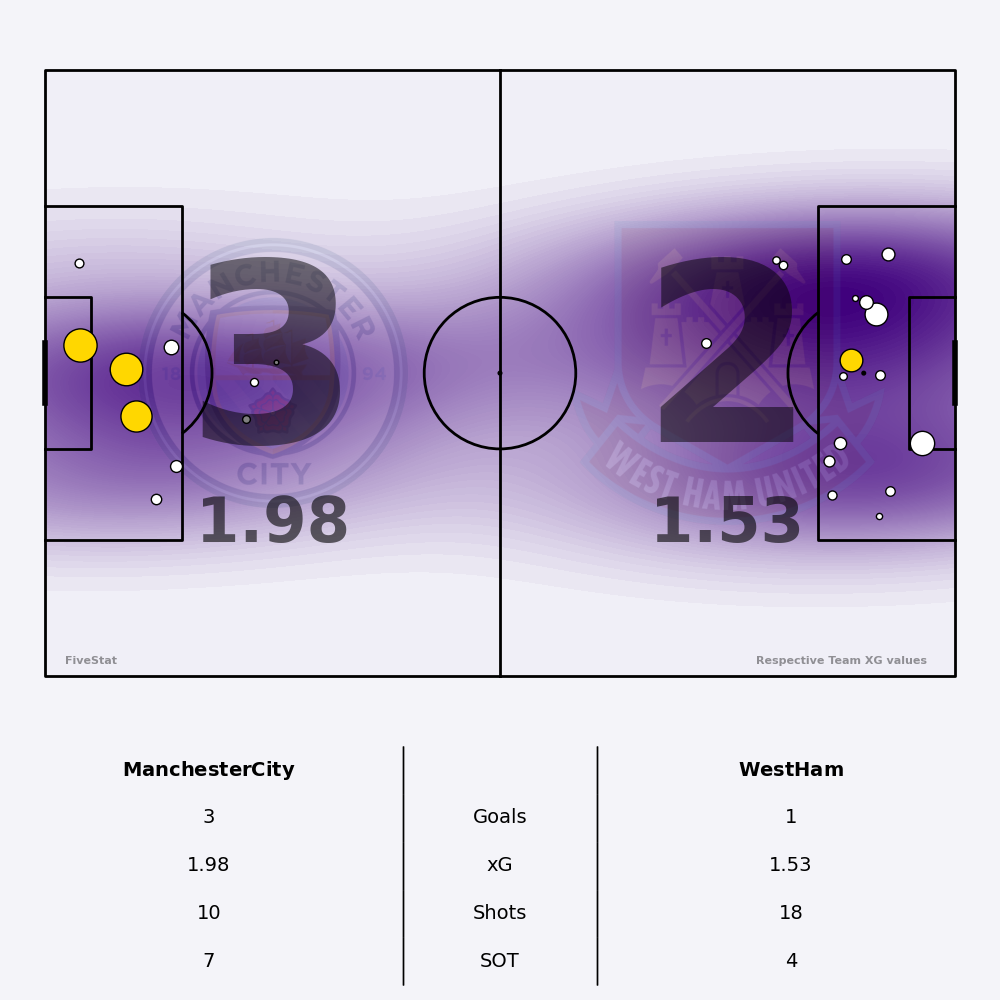 MANCHESTER
18 94
CITY
3
2
WEST HAM UNITED
1.98
1.53
FiveStat
Respective Team XG values
ManchesterCity WestHam
3 Goals 1
1.98 xG 1.53
10 Shots 18
7 SOT 4